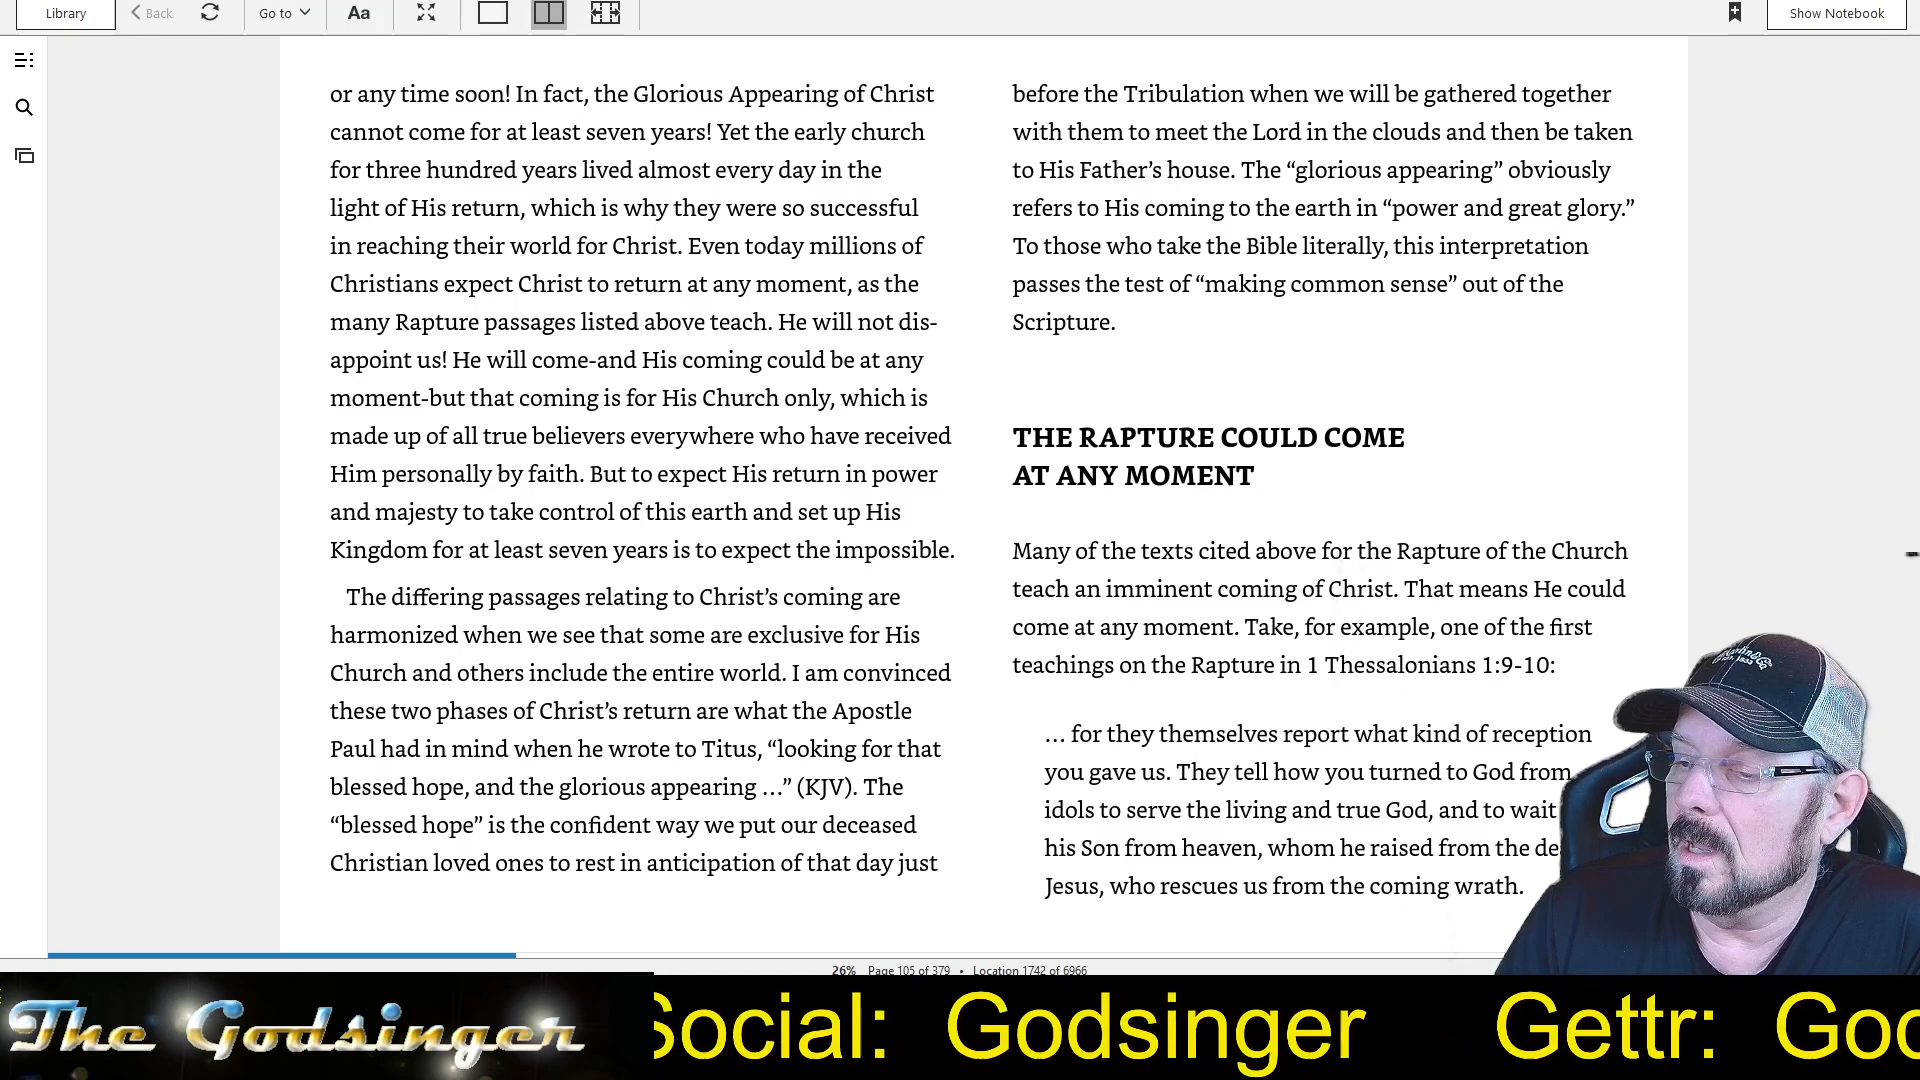 Library
Back
Go to
Aa
Show Notebook
or any time soon! In fact, the Glorious Appearing of Christ
cannot come for at least seven years! Yet the early church
for three hundred years lived almost every day in the
light of His return, which is why they were so successful
in reaching their world for Christ. Even today millions of
Christians expect Christ to return at any moment, as the
many Rapture passages listed above teach. He will not dis-
appoint us! He will come-and His coming could be at any
moment-but that coming is for His Church only, which is
made up of all true believers everywhere who have received
Him personally by faith. But to expect His return in power
and majesty to take control of this earth and set up His
Kingdom for at least seven years is to expect the impossible.
The differing passages relating to Christ’s coming are
harmonized when we see that some are exclusive for His
Church and others include the entire world. I am convinced
these two phases of Christ’s return are what the Apostle
Paul had in mind when he wrote to Titus, “looking for that
blessed hope, and the glorious appearing …” (KJV). The
“blessed hope” is the confident way we put our deceased
Christian loved ones to rest in anticipation of that day just
before the Tribulation when we will be gathered together
with them to meet the Lord in the clouds and then be taken
to His Father’s house. The “glorious appearing” obviously
refers to His coming to the earth in “power and great glory.”
To those who take the Bible literally, this interpretation
passes the test of “making common sense” out of the
Scripture.
THE RAPTURE COULD COME
AT ANY MOMENT
Many of the texts cited above for the Rapture of the Church
teach an imminent coming of Christ. That means He could
come at any moment. Take, for example, one of the first
teachings on the Rapture in 1 Thessalonians 1:9-10:
… for they themselves report what kind of reception
you gave us. They tell how you turned to God from
idols to serve the living and true God, and to wait
his Son from heaven, whom he raised from the de
Jesus, who rescues us from the coming wrath.
26% Page 105 of 379 • Location 1742 of 6966
The Godsinger
Social: Godsinger Gettr: God